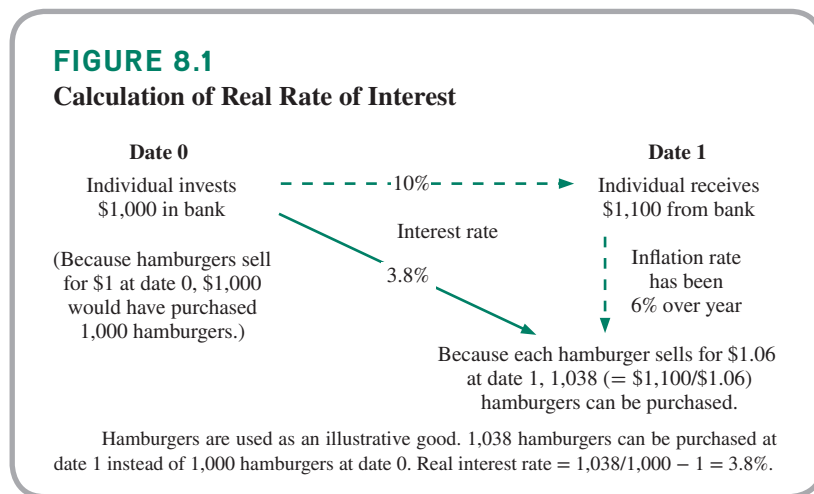 FIGURE 8.1
Calculation of Real Rate of Interest
Date 0
Individual invests
$1,000 in bank
(Because hamburgers sell
for $1 at date 0, $1,000
would have purchased
1,000 hamburgers.)
10%
Interest rate
3.8%
Date 1
Individual receives
$1,100 from bank
Inflation rate
has been
6% over year
Because each hamburger sells for $1.06
at date 1, 1,038 (= $1,100/$1.06)
hamburgers can be purchased.
Hamburgers are used as an illustrative good. 1,038 hamburgers can be purchased at
date 1 instead of 1,000 hamburgers at date 0. Real interest rate = 1,038/1,000 − 1 = 3.8%.